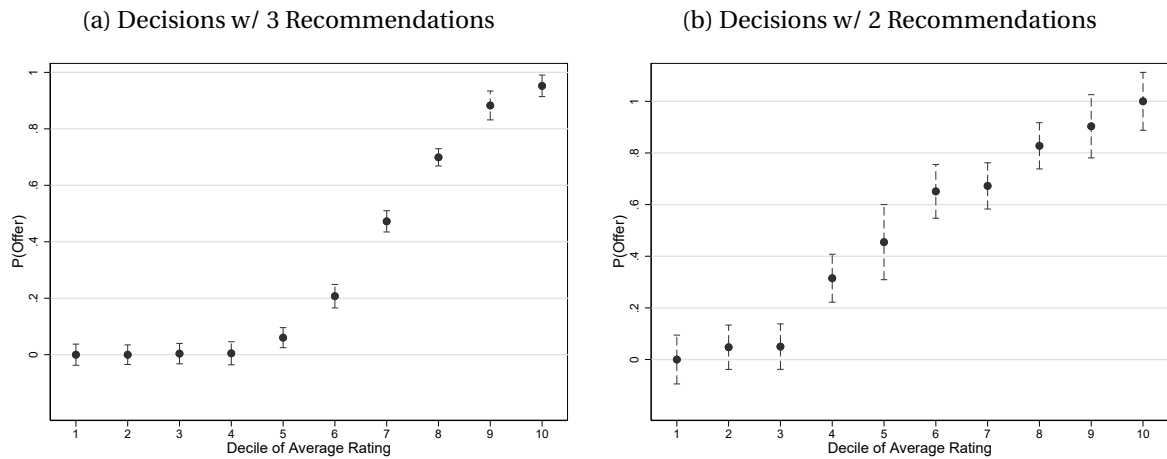 (a) Decisions w/ 3 Recommendations
P(Offer)
1
.8
.6
.4
.2
0
1 2 3 4 5 6 7 8 9 10
Decile of Average Rating
(b) Decisions w/ 2 Recommendations
P(Offer)
1
.8
.6
.4
.2
0
1 2 3 4 5 6 7 8 9 10
Decile of Average Rating